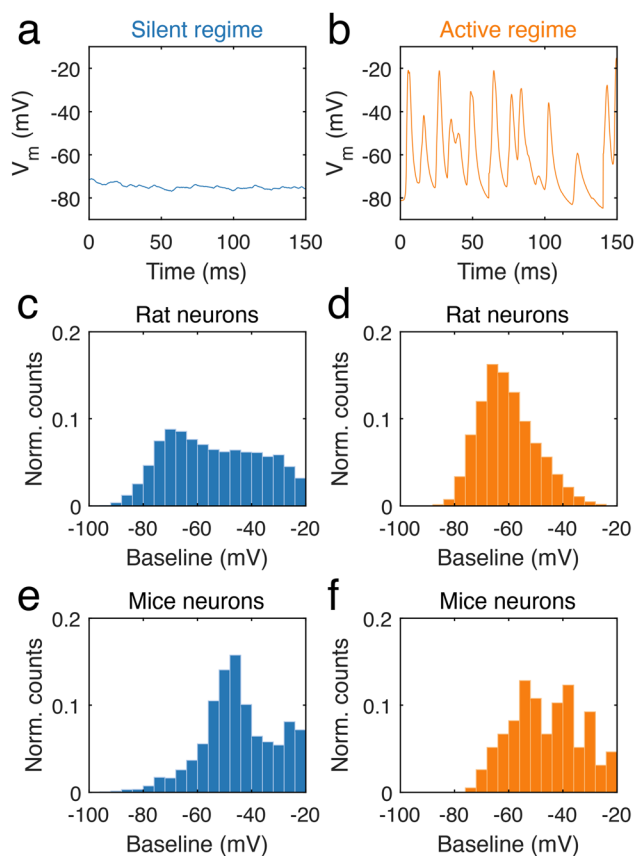 a Silent regime
b Active regime
V_m (mV)
-20
-40
-60
-80
0 50 100 150
Time (ms)
V_m (mV)
-20
-40
-60
-80
0 50 100 150
Time (ms)
c Rat neurons
d Rat neurons
Norm. counts
0.2
0.1
0
-100 -80 -60 -40 -20
Baseline (mV)
Norm. counts
0.2
0.1
0
-100 -80 -60 -40 -20
Baseline (mV)
e Mice neurons
f Mice neurons
Norm. counts
0.2
0.1
0
-100 -80 -60 -40 -20
Baseline (mV)
Norm. counts
0.2
0.1
0
-100 -80 -60 -40 -20
Baseline (mV)